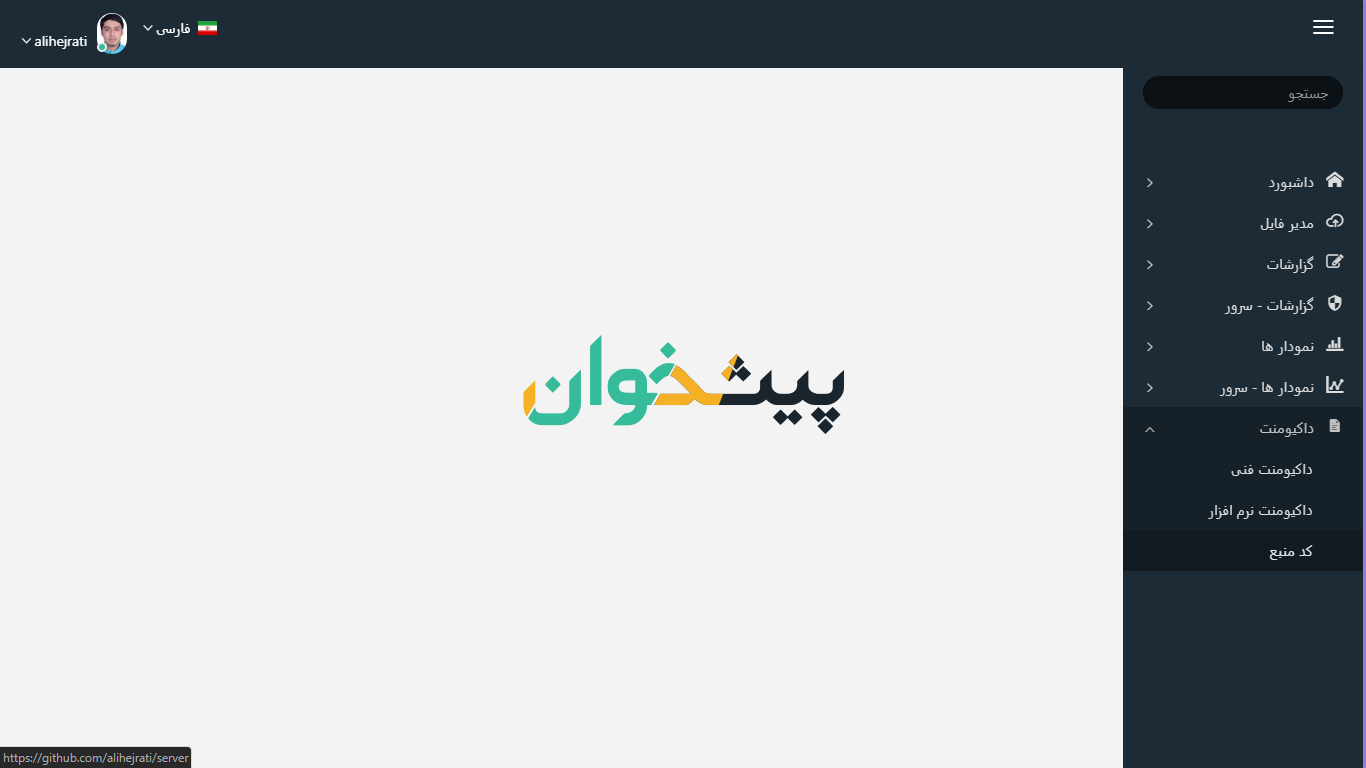 فارسی
alihejrati
جستجو
داشبورد
مدیر فایل
گزارشات
گزارشات - سرور
نمودار ها
نمودار ها - سرور
داکیومنت
داکیومنت فنی
داکیومنت نرم افزار
کد منبع
پیشخوان
https://github.com/alihejrati/server